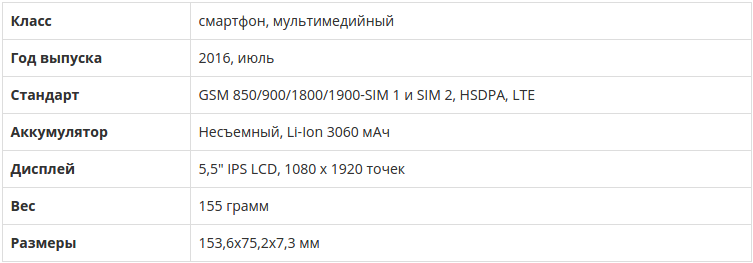 Класс смартфон, мультимедийный
Год выпуска 2016, июль
Стандарт GSM 850/900/1800/1900-SIM 1 и SIM 2, HSDPA, LTE
Аккумулятор Несъемный, Li-Ion 3060 мАч
Дисплей 5,5" IPS LCD, 1080 x 1920 точек
Вес 155 грамм
Размеры 153,6x75,2x7,3 мм